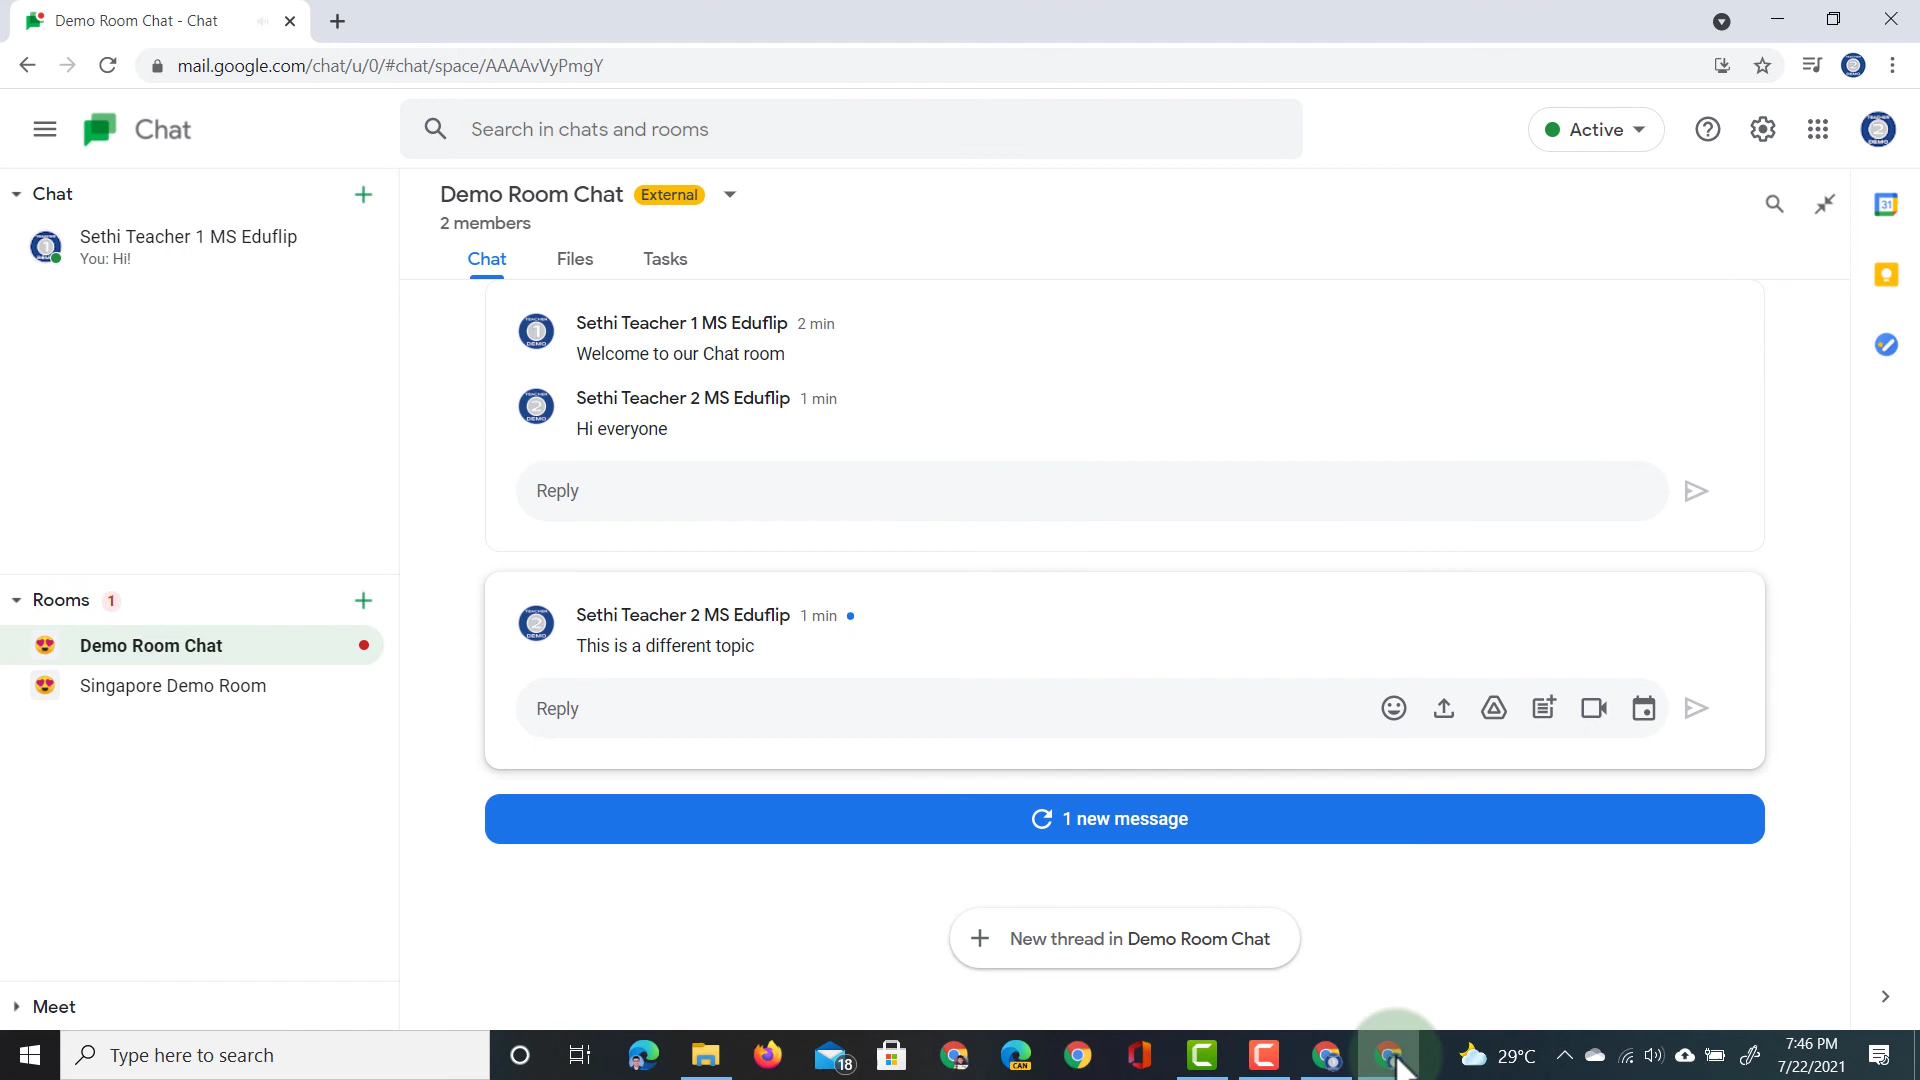 Demo Room Chat - Chat
mail.google.com/chat/u/0/#chat/space/AAAAvVyPmgY
Chat
Search in chats and rooms
Active
Chat
Sethi Teacher 1 MS Eduflip
You: Hi!
Rooms 1
Demo Room Chat
Singapore Demo Room
Meet
Demo Room Chat External
2 members
Chat Files Tasks
Sethi Teacher 1 MS Eduflip 2 min
Welcome to our Chat room
Sethi Teacher 2 MS Eduflip 1 min
Hi everyone
Reply
Sethi Teacher 2 MS Eduflip 1 min
This is a different topic
Reply
1 new message
New thread in Demo Room Chat
31
Type here to search
18
CAN
29°C
7:46 PM
7/22/2021